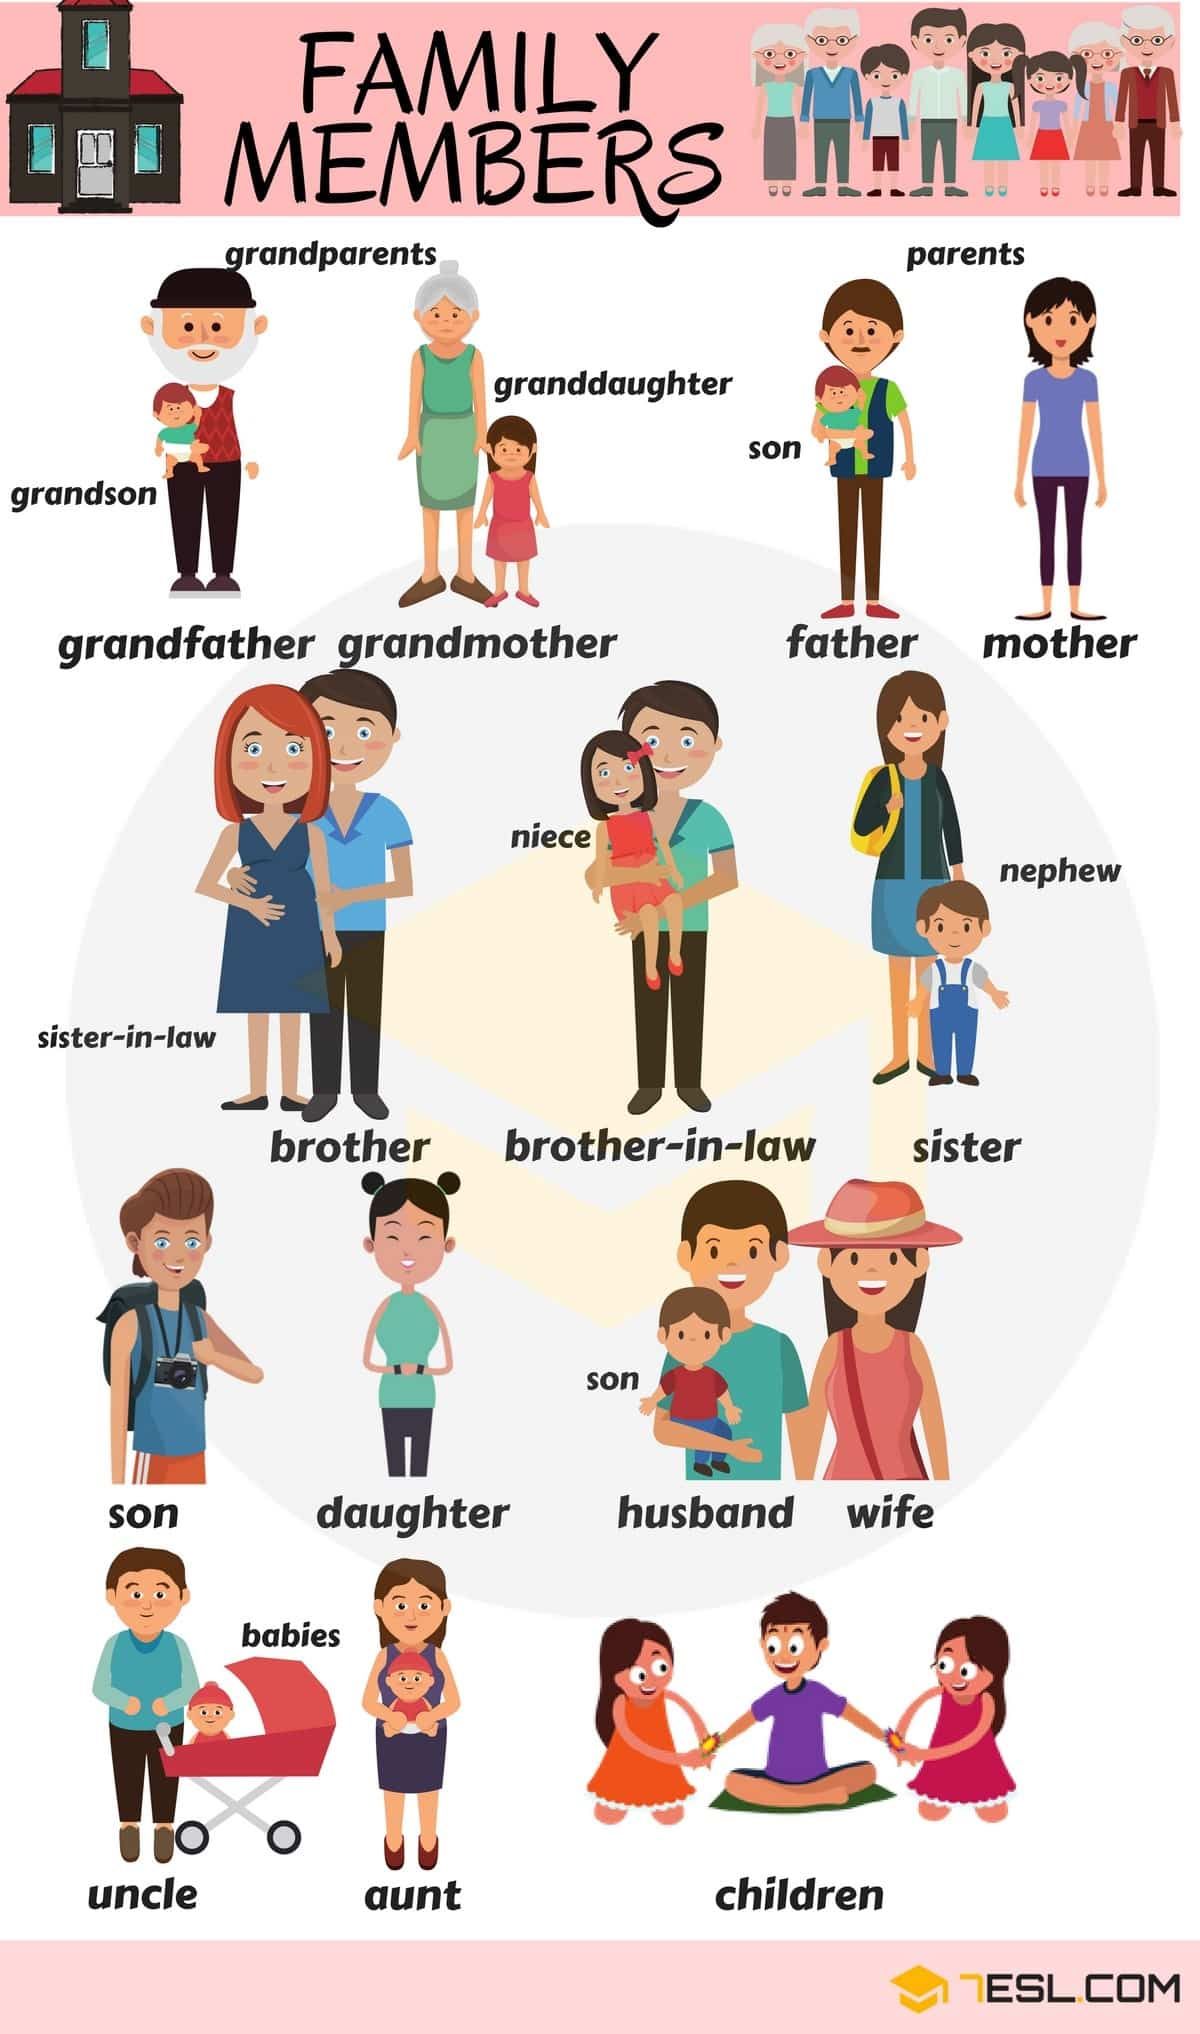 FAMILY
MEMBERS
grandparents
parents
granddaughter
son
grandson
grandfather
grandmother
father
mother
niece
nephew
sister-in-law
brother
brother-in-law
sister
son
son
daughter
husband
wife
babies
uncle
aunt
children
7ESL.COM